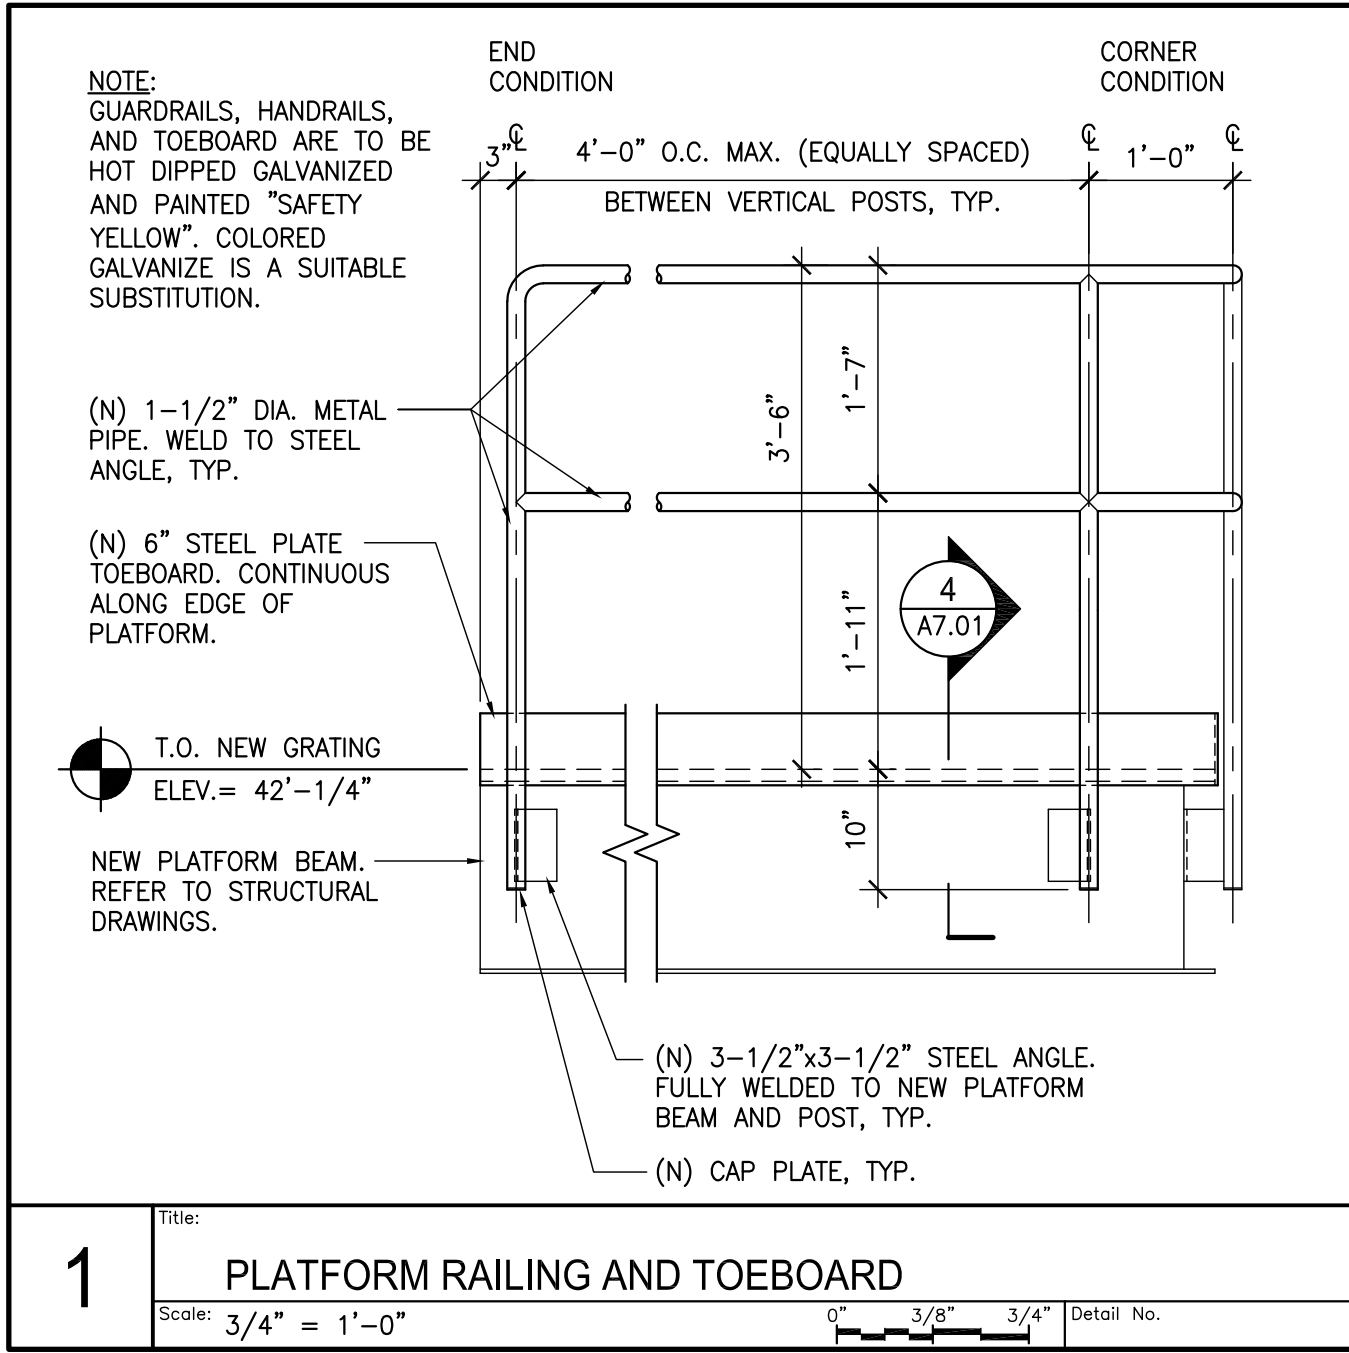 END
CONDITION
CORNER
CONDITION
NOTE:
GUARDRAILS, HANDRAILS,
AND TOEBOARD ARE TO BE
HOT DIPPED GALVANIZED
AND PAINTED "SAFETY
YELLOW". COLORED
GALVANIZE IS A SUITABLE
SUBSTITUTION.
3"
4'-0" O.C. MAX. (EQUALLY SPACED)
BETWEEN VERTICAL POSTS, TYP.
1'-0"
℄
℄
℄
3'-6"
1'-7"
1'-11"
10"
(N) 1-1/2" DIA. METAL
PIPE. WELD TO STEEL
ANGLE, TYP.
(N) 6" STEEL PLATE
TOEBOARD. CONTINUOUS
ALONG EDGE OF
PLATFORM.
4
A7.01
T.O. NEW GRATING
ELEV.= 42'-1/4"
NEW PLATFORM BEAM.
REFER TO STRUCTURAL
DRAWINGS.
(N) 3-1/2"x3-1/2" STEEL ANGLE.
FULLY WELDED TO NEW PLATFORM
BEAM AND POST, TYP.
(N) CAP PLATE, TYP.
1
Title:
PLATFORM RAILING AND TOEBOARD
Scale: 3/4" = 1'-0"
0" 3/8" 3/4"
Detail No.